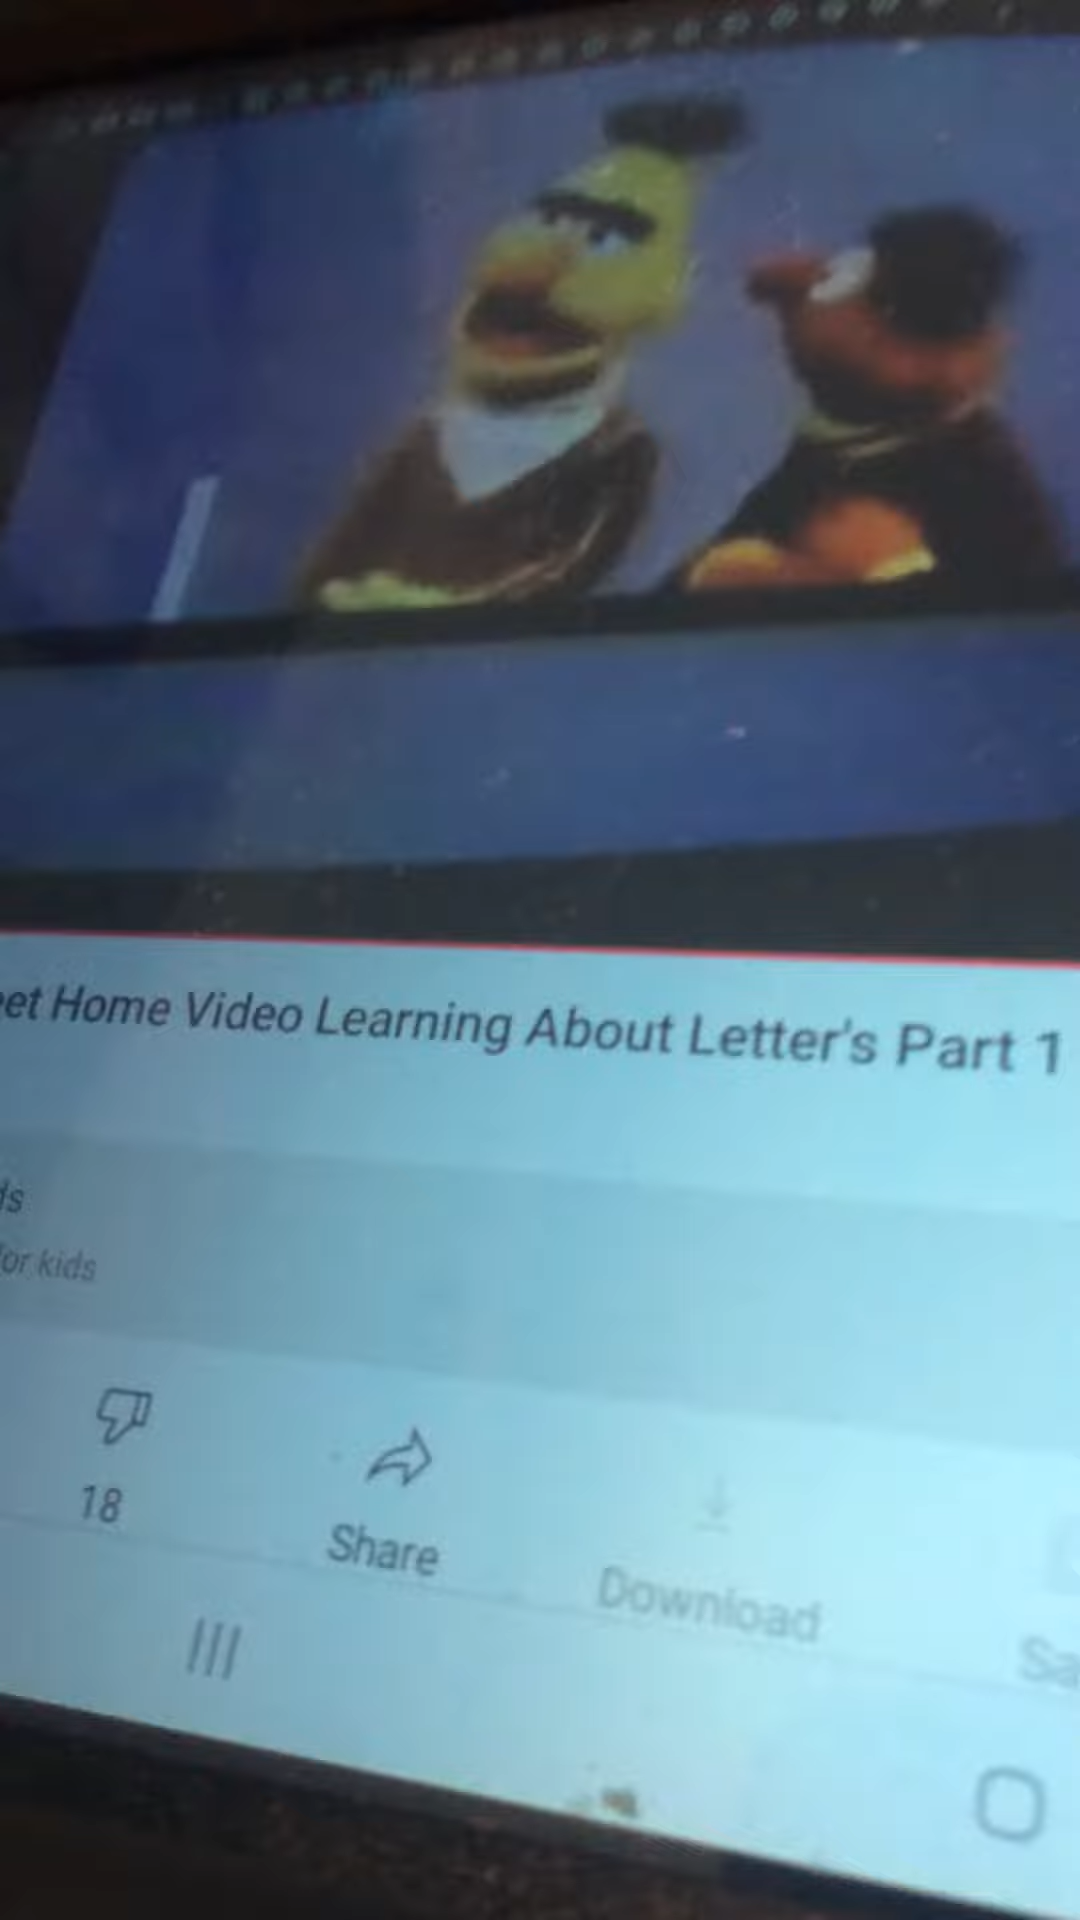 et Home Video Learning About Letter's Part 1
ds
for kids
18
Share
Download
Sa